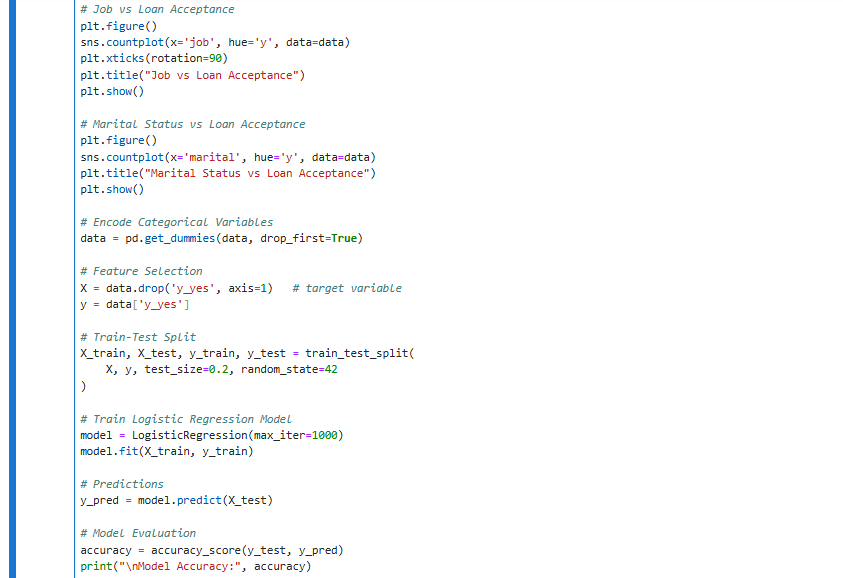 # Job vs Loan Acceptance
plt.figure()
sns.countplot(x='job', hue='y', data=data)
plt.xticks(rotation=90)
plt.title("Job vs Loan Acceptance")
plt.show()

# Marital Status vs Loan Acceptance
plt.figure()
sns.countplot(x='marital', hue='y', data=data)
plt.title("Marital Status vs Loan Acceptance")
plt.show()

# Encode Categorical Variables
data = pd.get_dummies(data, drop_first=True)

# Feature Selection
X = data.drop('y_yes', axis=1)   # target variable
y = data['y_yes']

# Train-Test Split
X_train, X_test, y_train, y_test = train_test_split(
    X, y, test_size=0.2, random_state=42
)

# Train Logistic Regression Model
model = LogisticRegression(max_iter=1000)
model.fit(X_train, y_train)

# Predictions
y_pred = model.predict(X_test)

# Model Evaluation
accuracy = accuracy_score(y_test, y_pred)
print("\nModel Accuracy:", accuracy)